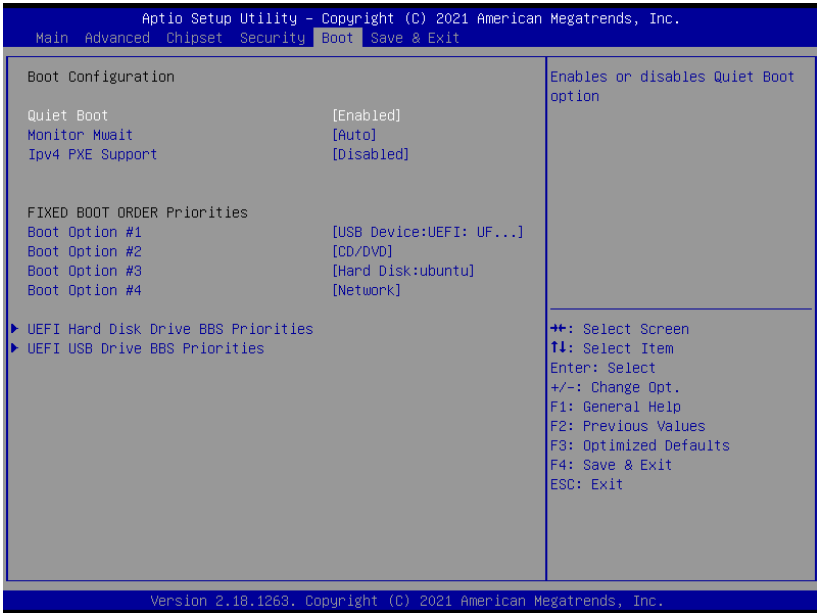 Aptio Setup Utility – Copyright (C) 2021 American Megatrends, Inc.
Main Advanced Chipset Security Boot Save & Exit
Boot Configuration
Quiet Boot [Enabled]
Monitor Mwait [Auto]
Ipv4 PXE Support [Disabled]
FIXED BOOT ORDER Priorities
Boot Option #1 [USB Device:UEFI: UF...]
Boot Option #2 [CD/DVD]
Boot Option #3 [Hard Disk:ubuntu]
Boot Option #4 [Network]
UEFI Hard Disk Drive BBS Priorities
UEFI USB Drive BBS Priorities
Enables or disables Quiet Boot
option
→←: Select Screen
↑↓: Select Item
Enter: Select
+/-: Change Opt.
F1: General Help
F2: Previous Values
F3: Optimized Defaults
F4: Save & Exit
ESC: Exit
Version 2.18.1263. Copyright (C) 2021 American Megatrends, Inc.